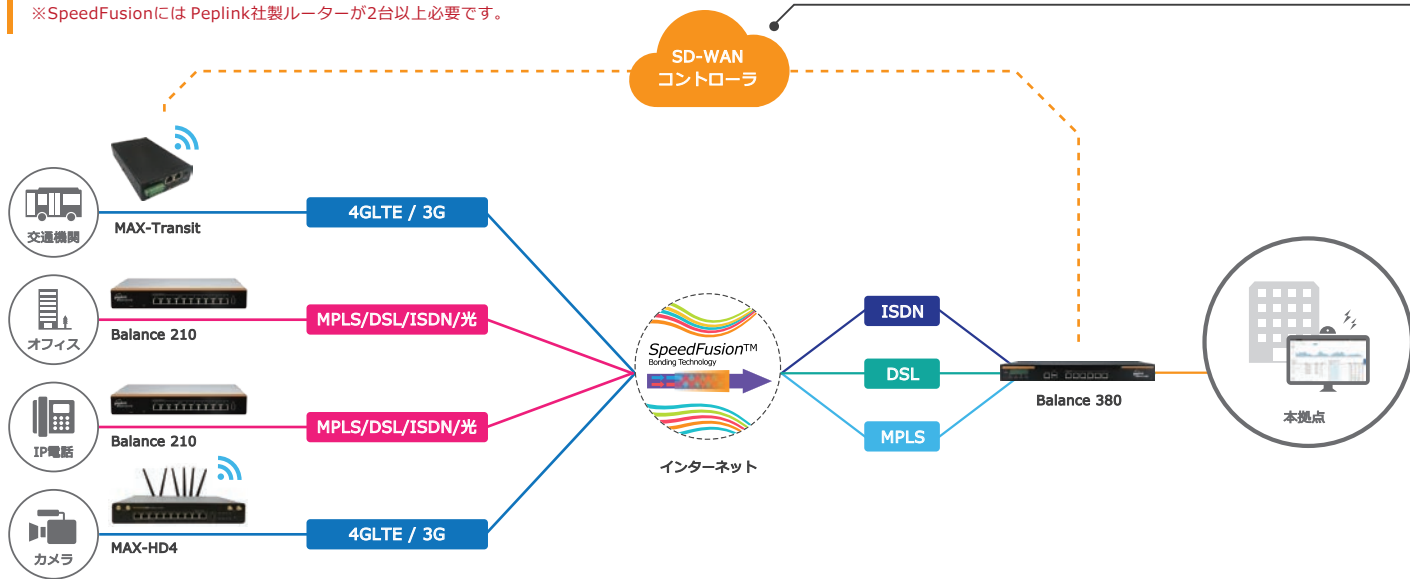 ※SpeedFusionには Peplink社製ルーターが2台以上必要です。
SD-WAN
コントローラ
交通機関
MAX-Transit
4GLTE / 3G
オフィス
Balance 210
MPLS/DSL/ISDN/光
IP電話
Balance 210
MPLS/DSL/ISDN/光
カメラ
MAX-HD4
4GLTE / 3G
SpeedFusion™
Bonding Technology
インターネット
ISDN
DSL
MPLS
Balance 380
本拠点